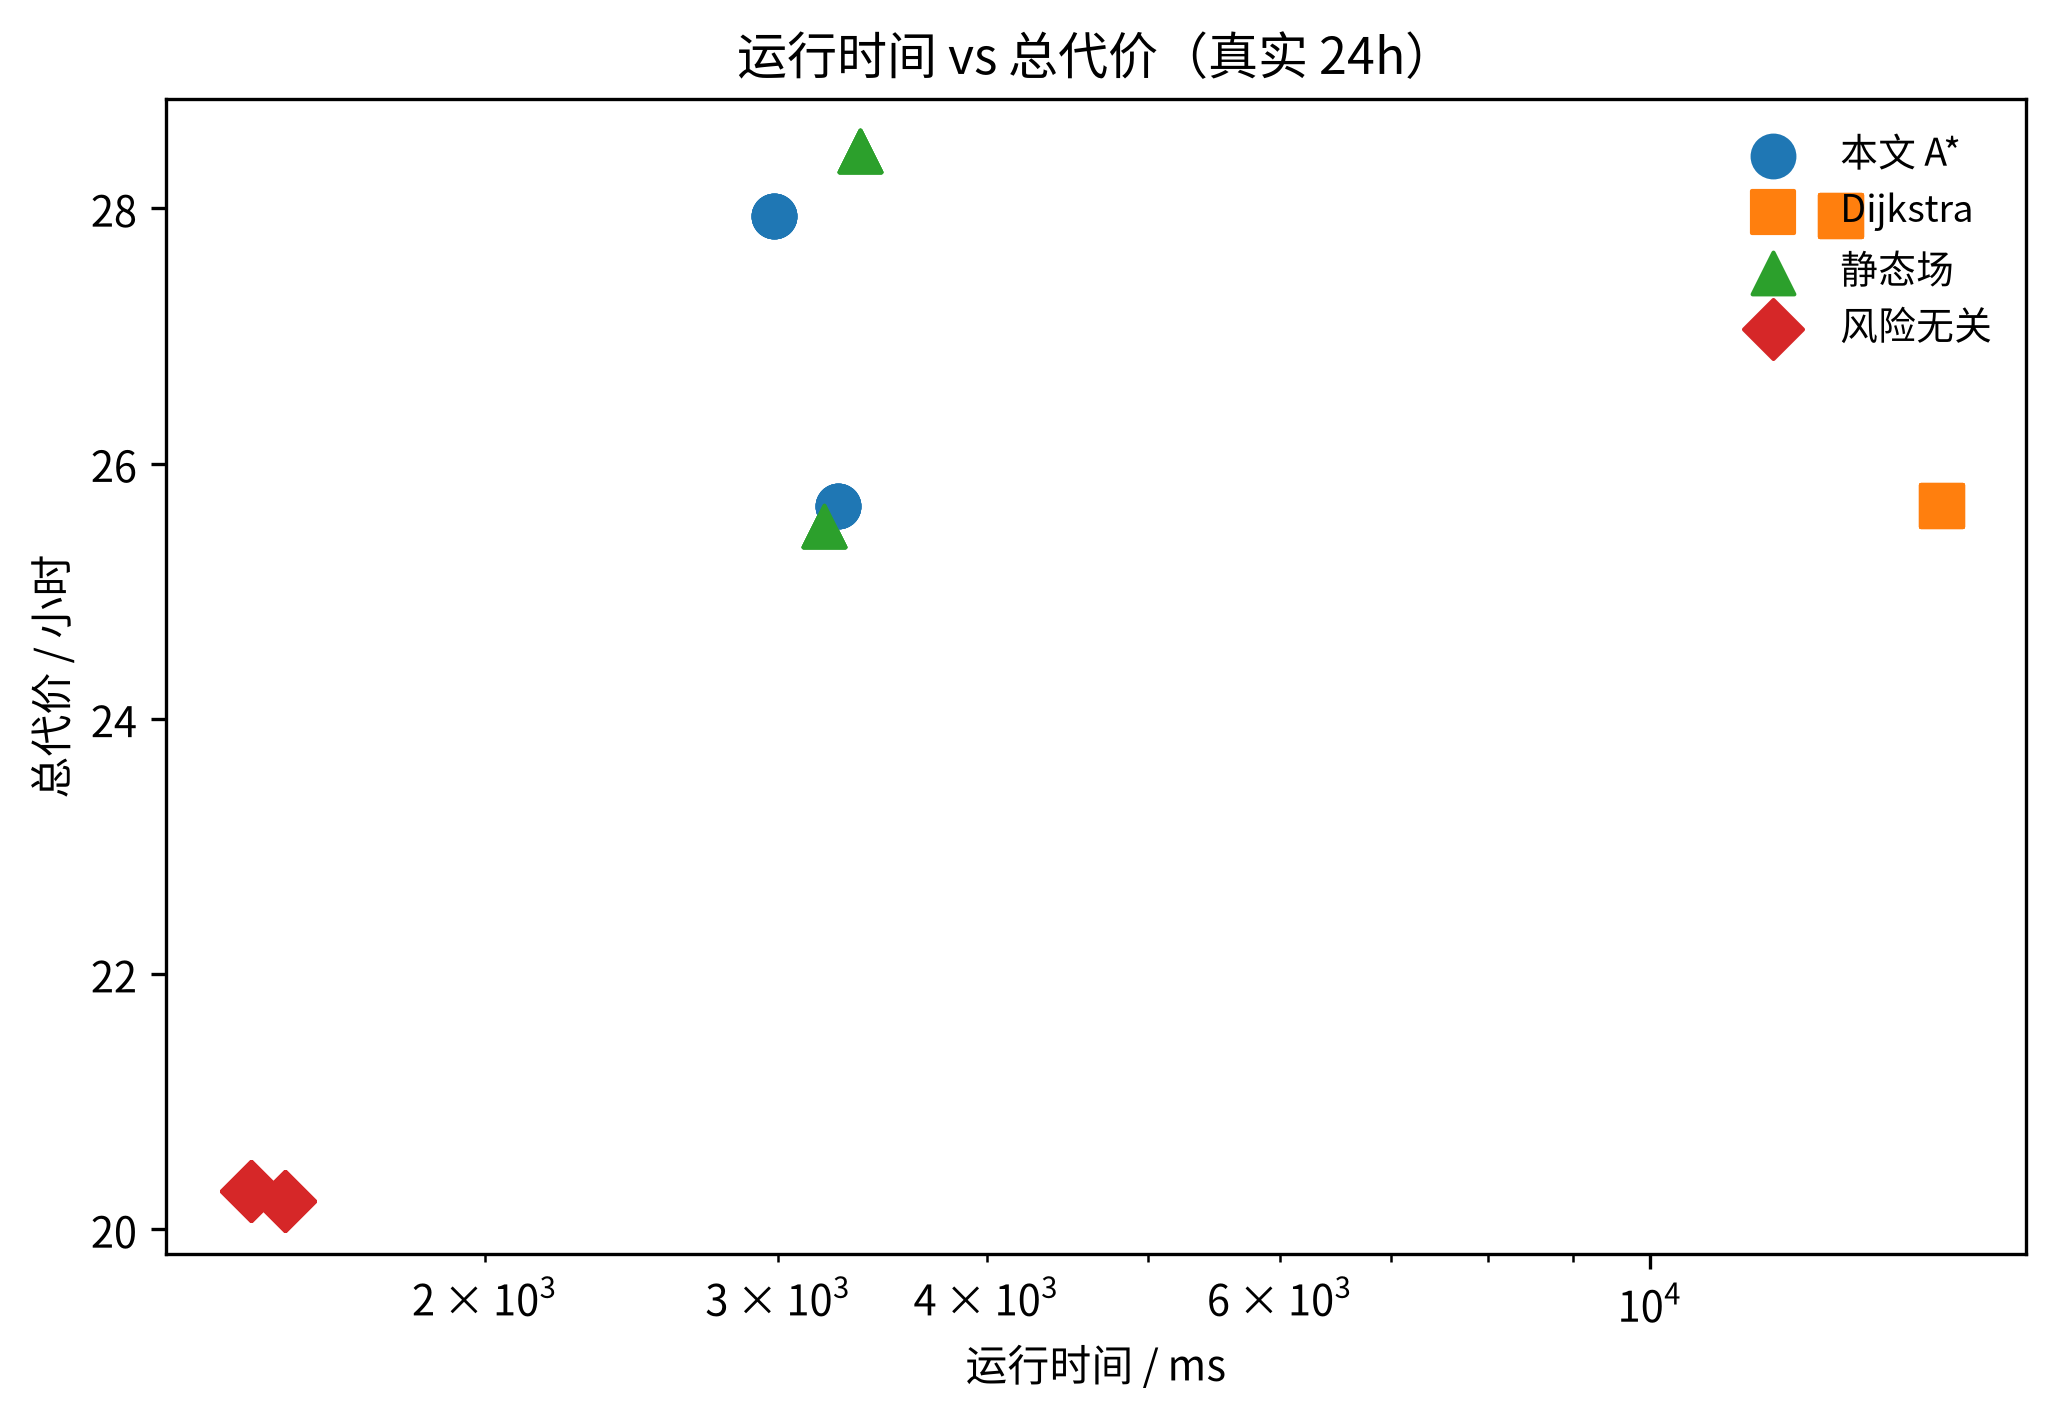 运行时间 vs 总代价（真实 24h）
本文 A*
Dijkstra
静态场
风险无关
总代价 / 小时
28
26
24
22
20
2 × 10³
3 × 10³
4 × 10³
6 × 10³
10⁴
运行时间 / ms